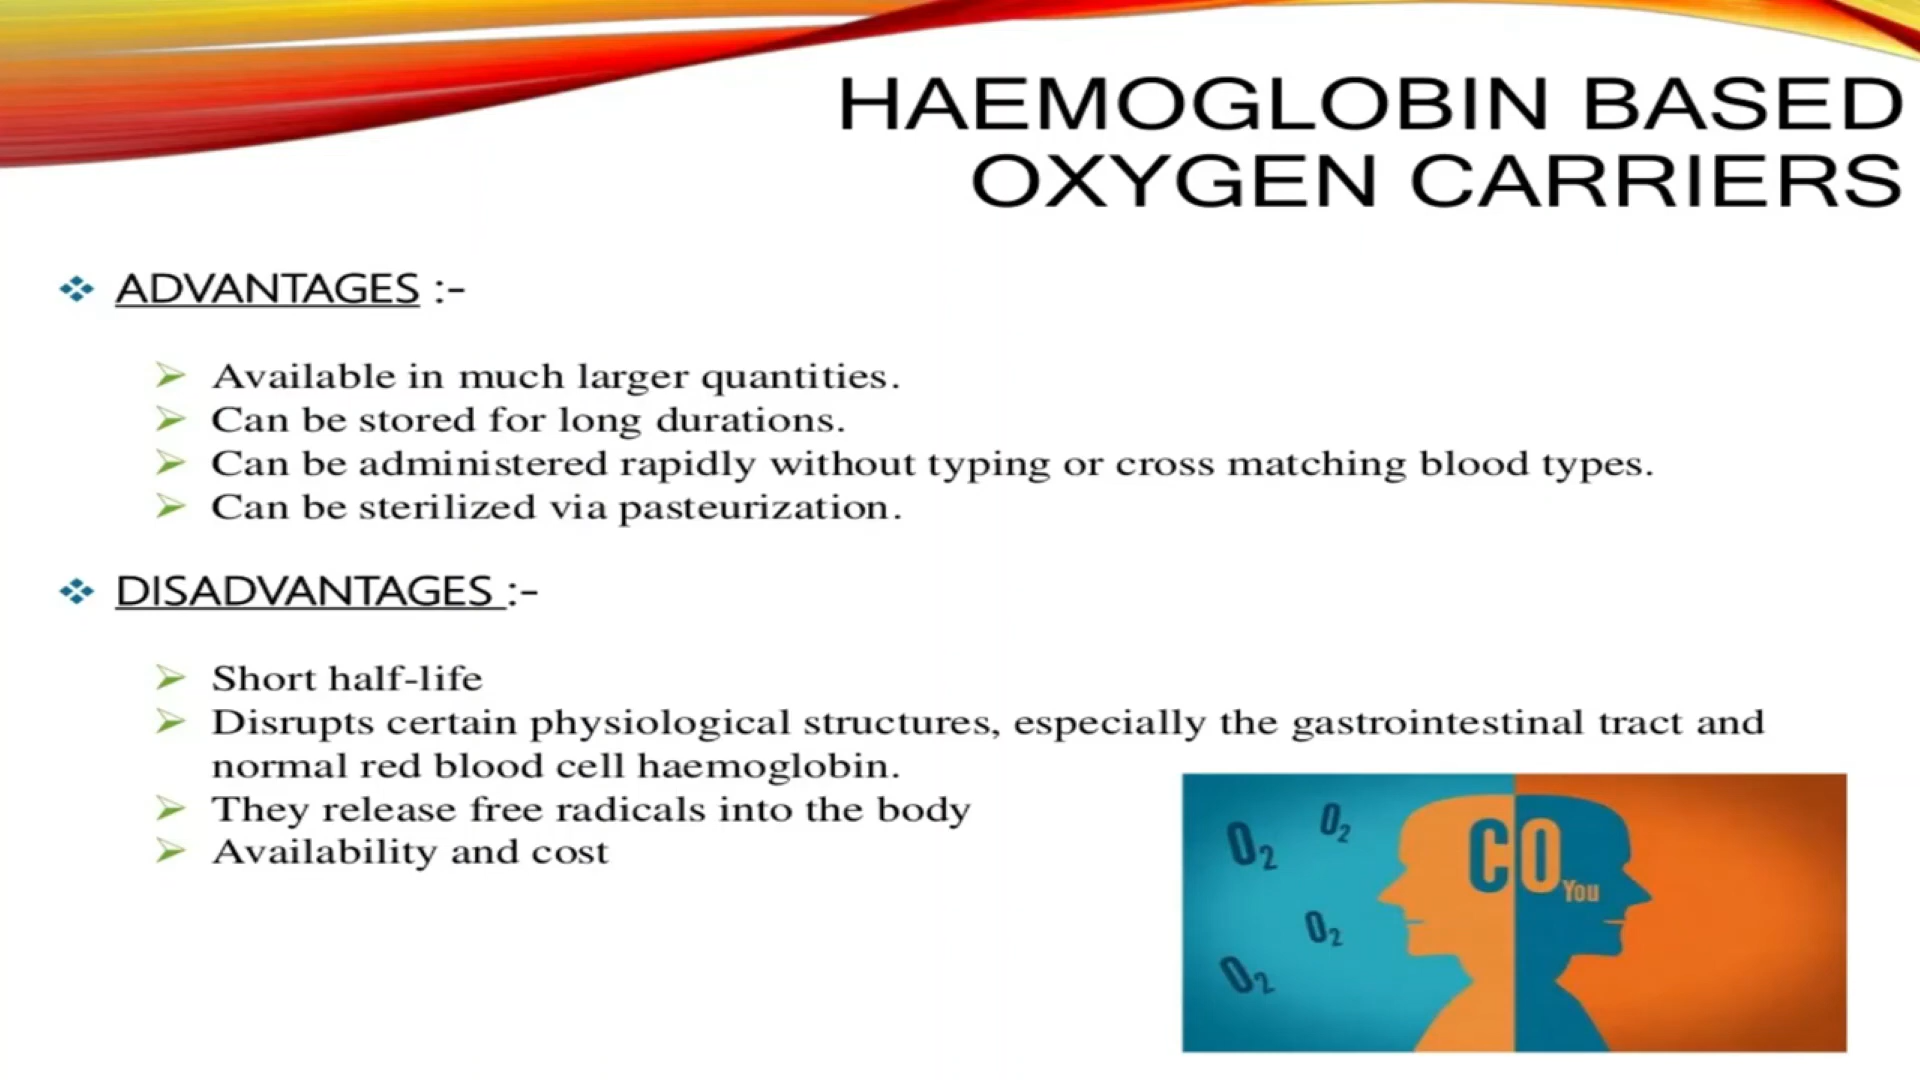 HAEMOGLOBIN BASED
OXYGEN CARRIERS
ADVANTAGES :-
Available in much larger quantities.
Can be stored for long durations.
Can be administered rapidly without typing or cross matching blood types.
Can be sterilized via pasteurization.
DISADVANTAGES :-
Short half-life
Disrupts certain physiological structures, especially the gastrointestinal tract and
normal red blood cell haemoglobin.
They release free radicals into the body
Availability and cost
O2
O2
O2
O2
CO You